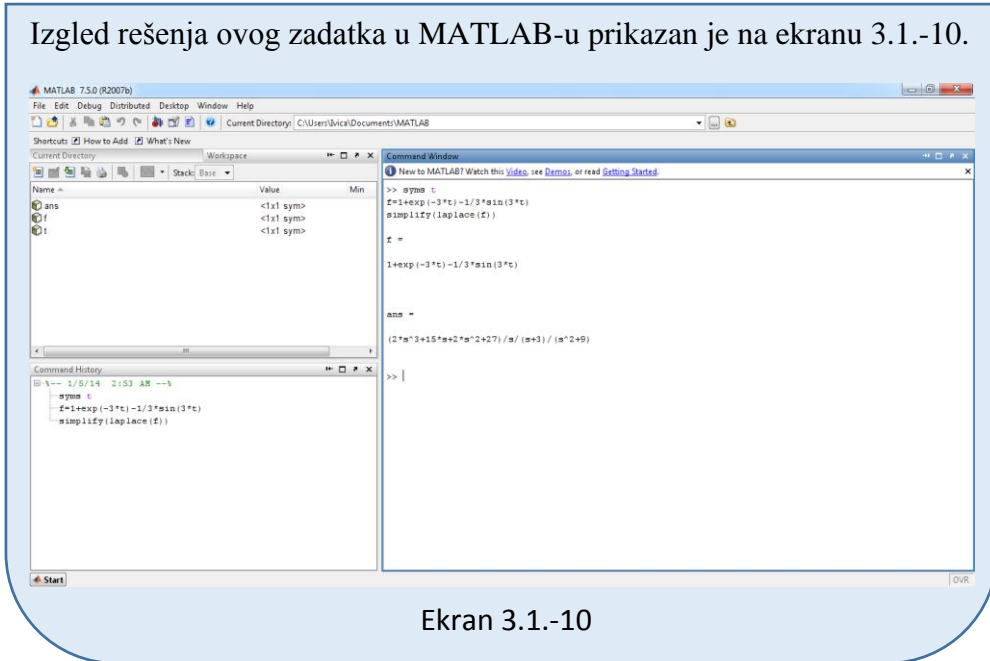 Izgled rešenja ovog zadatka u MATLAB-u prikazan je na ekranu 3.1.-10.
MATLAB 7.5.0 (R2007b)
File Edit Debug Distributed Desktop Window Help
Current Directory: C:\Users\Ivica\Documents\MATLAB
Shortcuts How to Add What's New
Current Directory Workspace
Stack: Base
Name Value Min
ans <1x1 sym>
f <1x1 sym>
t <1x1 sym>
Command History
%-- 1/5/14 2:53 AM --%
syms t
f=1+exp(-3*t)-1/3*sin(3*t)
simplify(laplace(f))
Command Window
New to MATLAB? Watch this Video, see Demos, or read Getting Started.
>> syms t
f=1+exp(-3*t)-1/3*sin(3*t)
simplify(laplace(f))
f =
1+exp(-3*t)-1/3*sin(3*t)
ans =
(2*s^3+15*s+2*s^2+27)/s/(s+3)/(s^2+9)
>>
Start
OVR
Ekran 3.1.-10